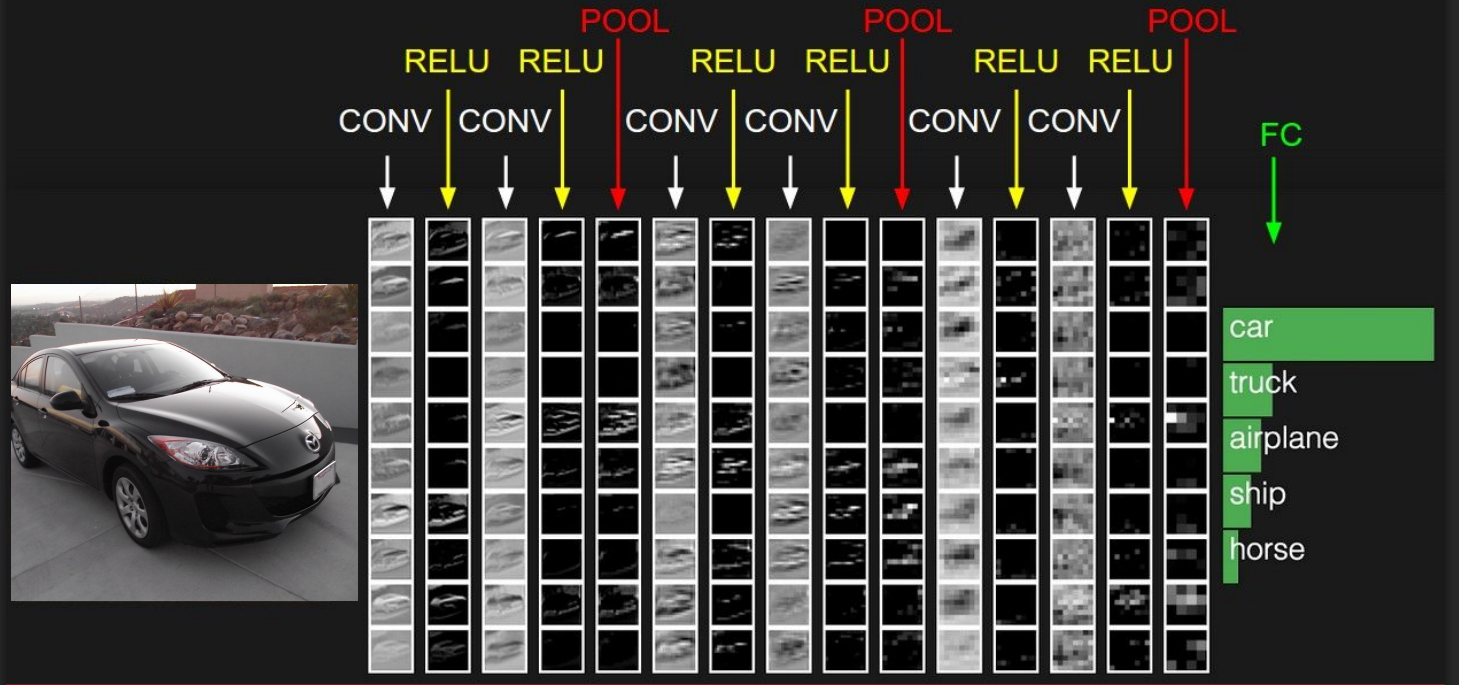 POOL POOL POOL
RELU RELU RELU RELU RELU RELU
CONV CONV CONV CONV CONV CONV
FC
car
truck
airplane
ship
horse